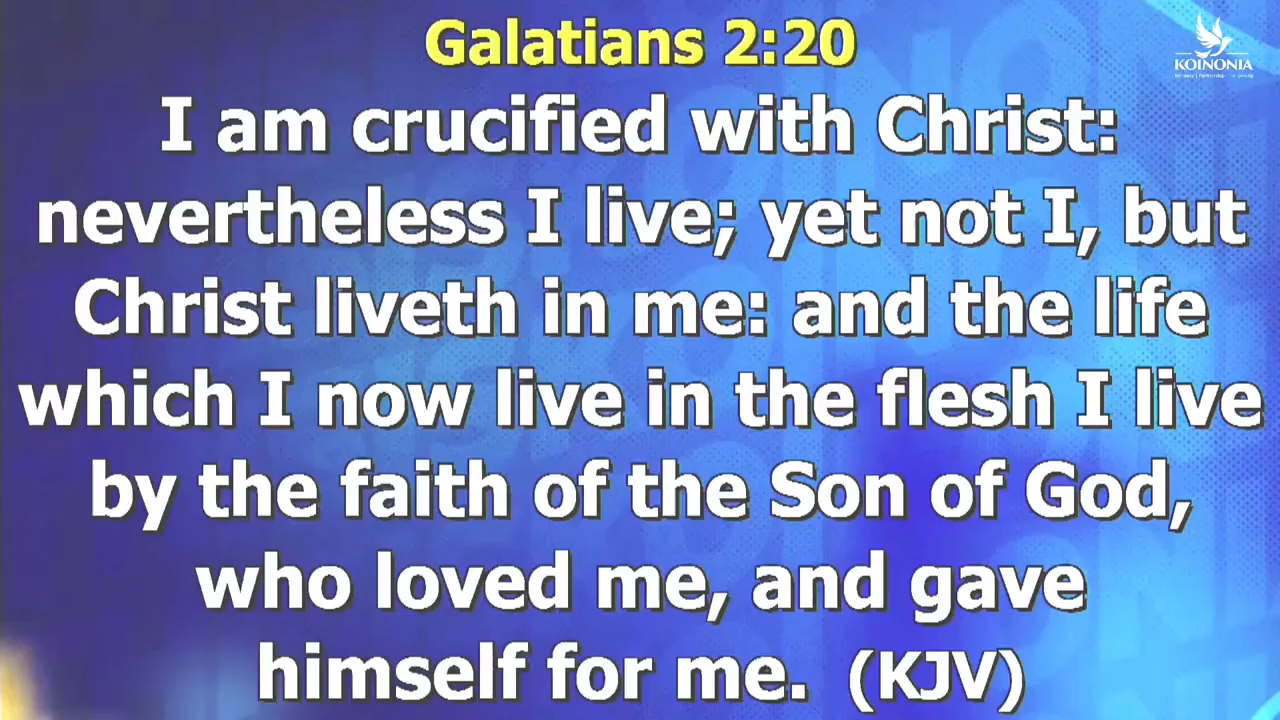 Galatians 2:20
KOINONIA
I am crucified with Christ:
nevertheless I live; yet not I, but
Christ liveth in me: and the life
which I now live in the flesh I live
by the faith of the Son of God,
who loved me, and gave
himself for me. (KJV)